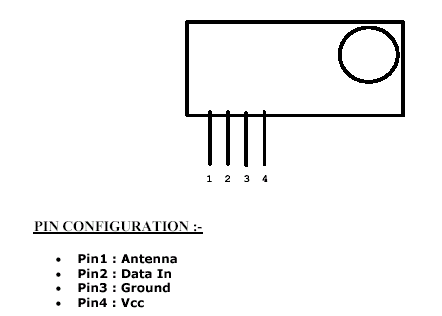 1 2 3 4
PIN CONFIGURATION :-
• Pin1 : Antenna
• Pin2 : Data In
• Pin3 : Ground
• Pin4 : Vcc